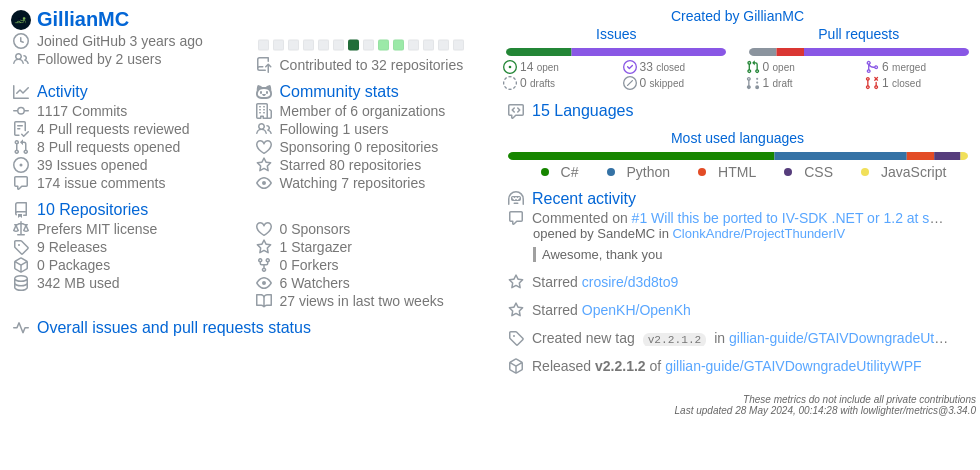 GillianMC
Joined GitHub 3 years ago
Followed by 2 users
Contributed to 32 repositories
Activity
1117 Commits
4 Pull requests reviewed
8 Pull requests opened
39 Issues opened
174 issue comments
Community stats
Member of 6 organizations
Following 1 users
Sponsoring 0 repositories
Starred 80 repositories
Watching 7 repositories
10 Repositories
Prefers MIT license
9 Releases
0 Packages
342 MB used
0 Sponsors
1 Stargazer
0 Forkers
6 Watchers
27 views in last two weeks
Overall issues and pull requests status
Created by GillianMC
Issues
14 open
33 closed
0 drafts
0 skipped
Pull requests
0 open
6 merged
1 draft
1 closed
15 Languages
Most used languages
C# Python HTML CSS JavaScript
Recent activity
Commented on #1 Will this be ported to IV-SDK .NET or 1.2 at s…
opened by SandeMC in ClonkAndre/ProjectThunderIV
Awesome, thank you
Starred crosire/d3d8to9
Starred OpenKH/OpenKh
Created new tag v2.2.1.2 in gillian-guide/GTAIVDowngradeUt…
Released v2.2.1.2 of gillian-guide/GTAIVDowngradeUtilityWPF
These metrics do not include all private contributions
Last updated 28 May 2024, 00:14:28 with lowlighter/metrics@3.34.0